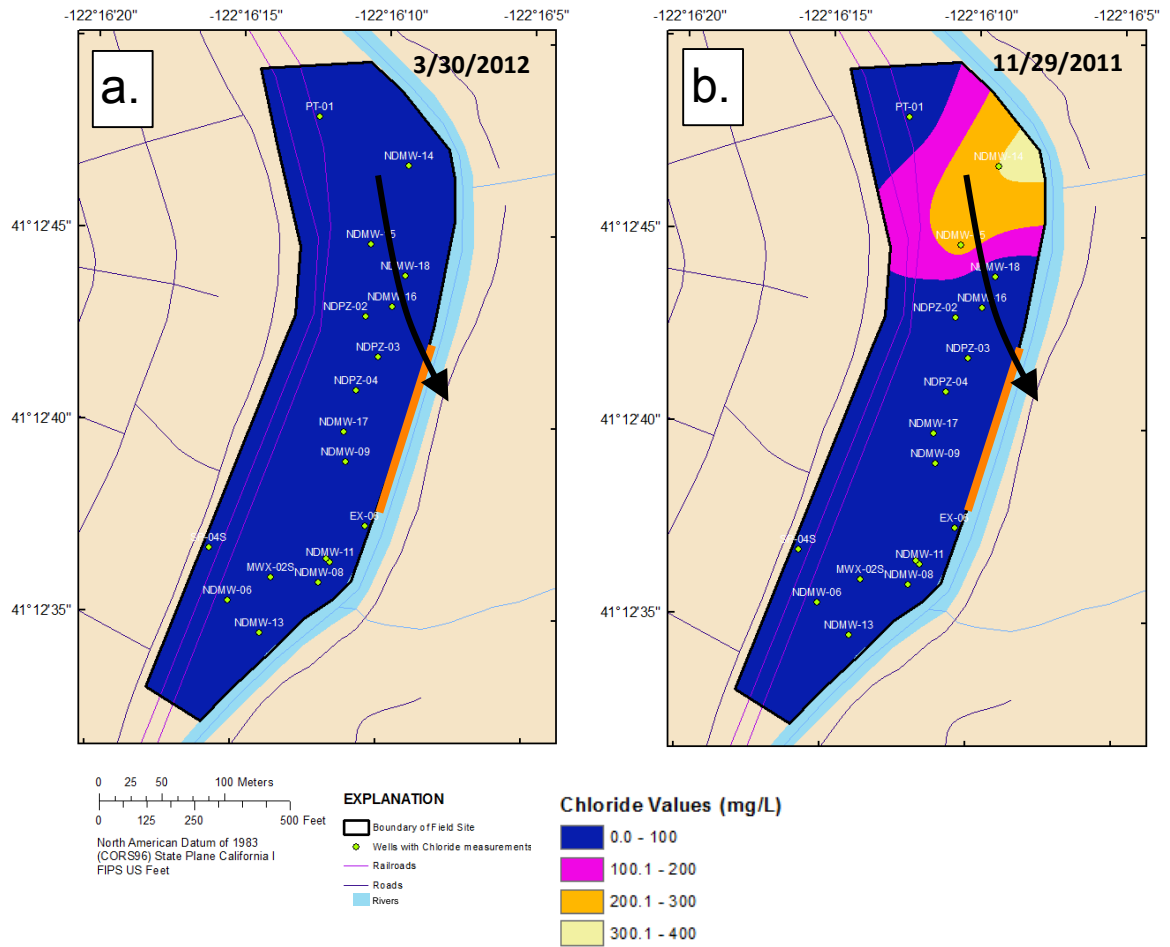 -122°16'20" -122°16'15" -122°16'10" -122°16'5"
-122°16'20" -122°16'15" -122°16'10" -122°16'5"
a.
3/30/2012
b.
11/29/2011
PT-01
NDMW-14
NDMW-15
NDMW-18
NDMW-16
NDPZ-02
NDPZ-03
NDPZ-04
NDMW-17
NDMW-09
NDMW-11
MWX-02S
NDMW-08
NDMW-06
NDMW-13
41°12'45"
41°12'40"
41°12'35"
PT-01
NDMW-14
NDMW-18
NDMW-16
NDPZ-02
NDPZ-03
NDPZ-04
NDMW-17
NDMW-09
NDMW-11
MWX-02S
NDMW-08
NDMW-06
NDMW-13
41°12'45"
41°12'40"
41°12'35"
0 25 50 100 Meters
0 125 250 500 Feet
North American Datum of 1983
(CORS96) State Plane California I
FIPS US Feet
EXPLANATION
Boundary of Field Site
Wells with Chloride measurements
Railroads
Roads
Rivers
Chloride Values (mg/L)
0.0 - 100
100.1 - 200
200.1 - 300
300.1 - 400